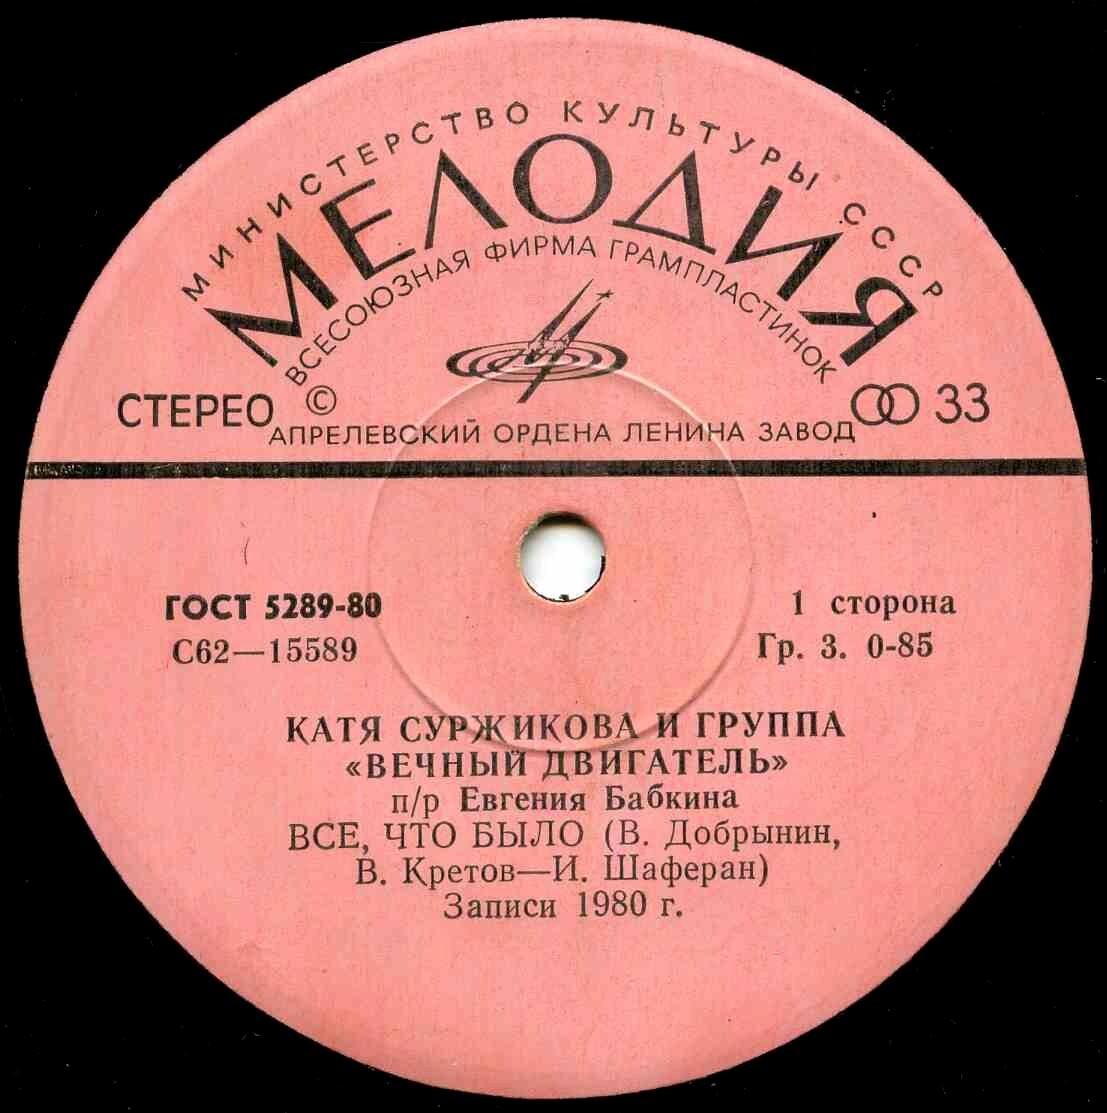 МИНИСТЕРСТВО КУЛЬТУРЫ СССР
МЕЛОДИЯ
ВСЕСОЮЗНАЯ ФИРМА ГРАМПЛАСТИНОК
СТЕРЕО © 33
АПРЕЛЕВСКИЙ ОРДЕНА ЛЕНИНА ЗАВОД
ГОСТ 5289-80
С62—15589
1 сторона
Гр. 3. 0-85
КАТЯ СУРЖИКОВА И ГРУППА
«ВЕЧНЫЙ ДВИГАТЕЛЬ»
п/р Евгения Бабкина
ВСЕ, ЧТО БЫЛО (В. Добрынин,
В. Кретов—И. Шаферан)
Записи 1980 г.